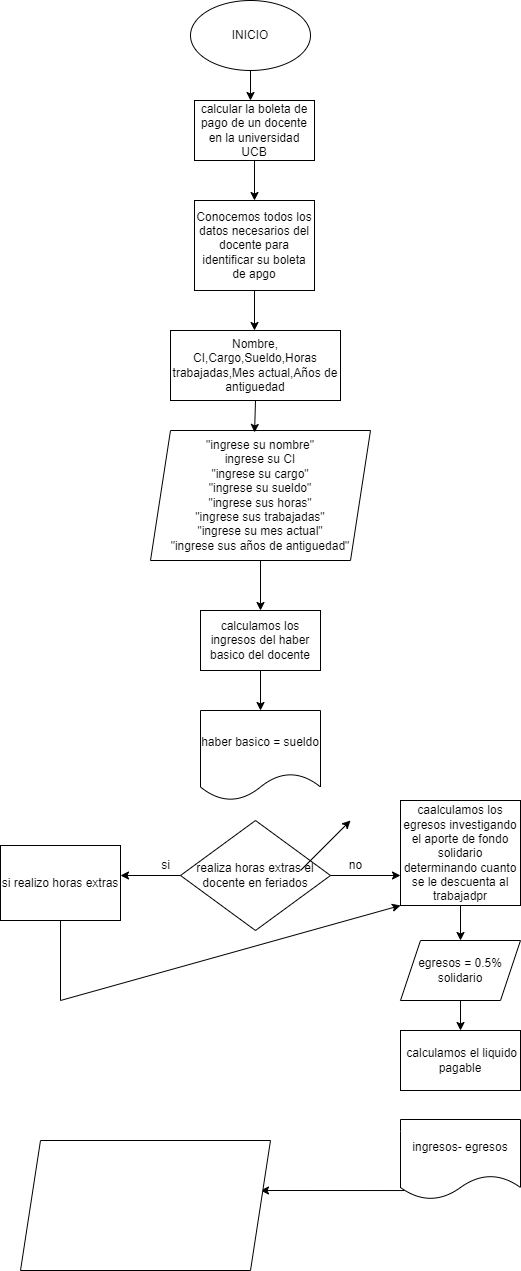 INICIO
calcular la boleta de
pago de un docente
en la universidad
UCB
Conocemos todos los
datos necesarios del
docente para
identificar su boleta
de apgo
Nombre,
CI,Cargo,Sueldo,Horas
trabajadas,Mes actual,Años de
antiguedad
"ingrese su nombre"
ingrese su CI
"ingrese su cargo"
"ingrese su sueldo"
"ingrese sus horas"
"ingrese sus trabajadas"
"ingrese su mes actual"
"ingrese sus años de antiguedad"
calculamos los
ingresos del haber
basico del docente
haber basico = sueldo
realiza horas extras el
docente en feriados
si
no
si realizo horas extras
caalculamos los
egresos investigando
el aporte de fondo
solidario
determinando cuanto
se le descuenta al
trabajadpr
egresos = 0.5%
solidario
calculamos el liquido
pagable
ingresos- egresos